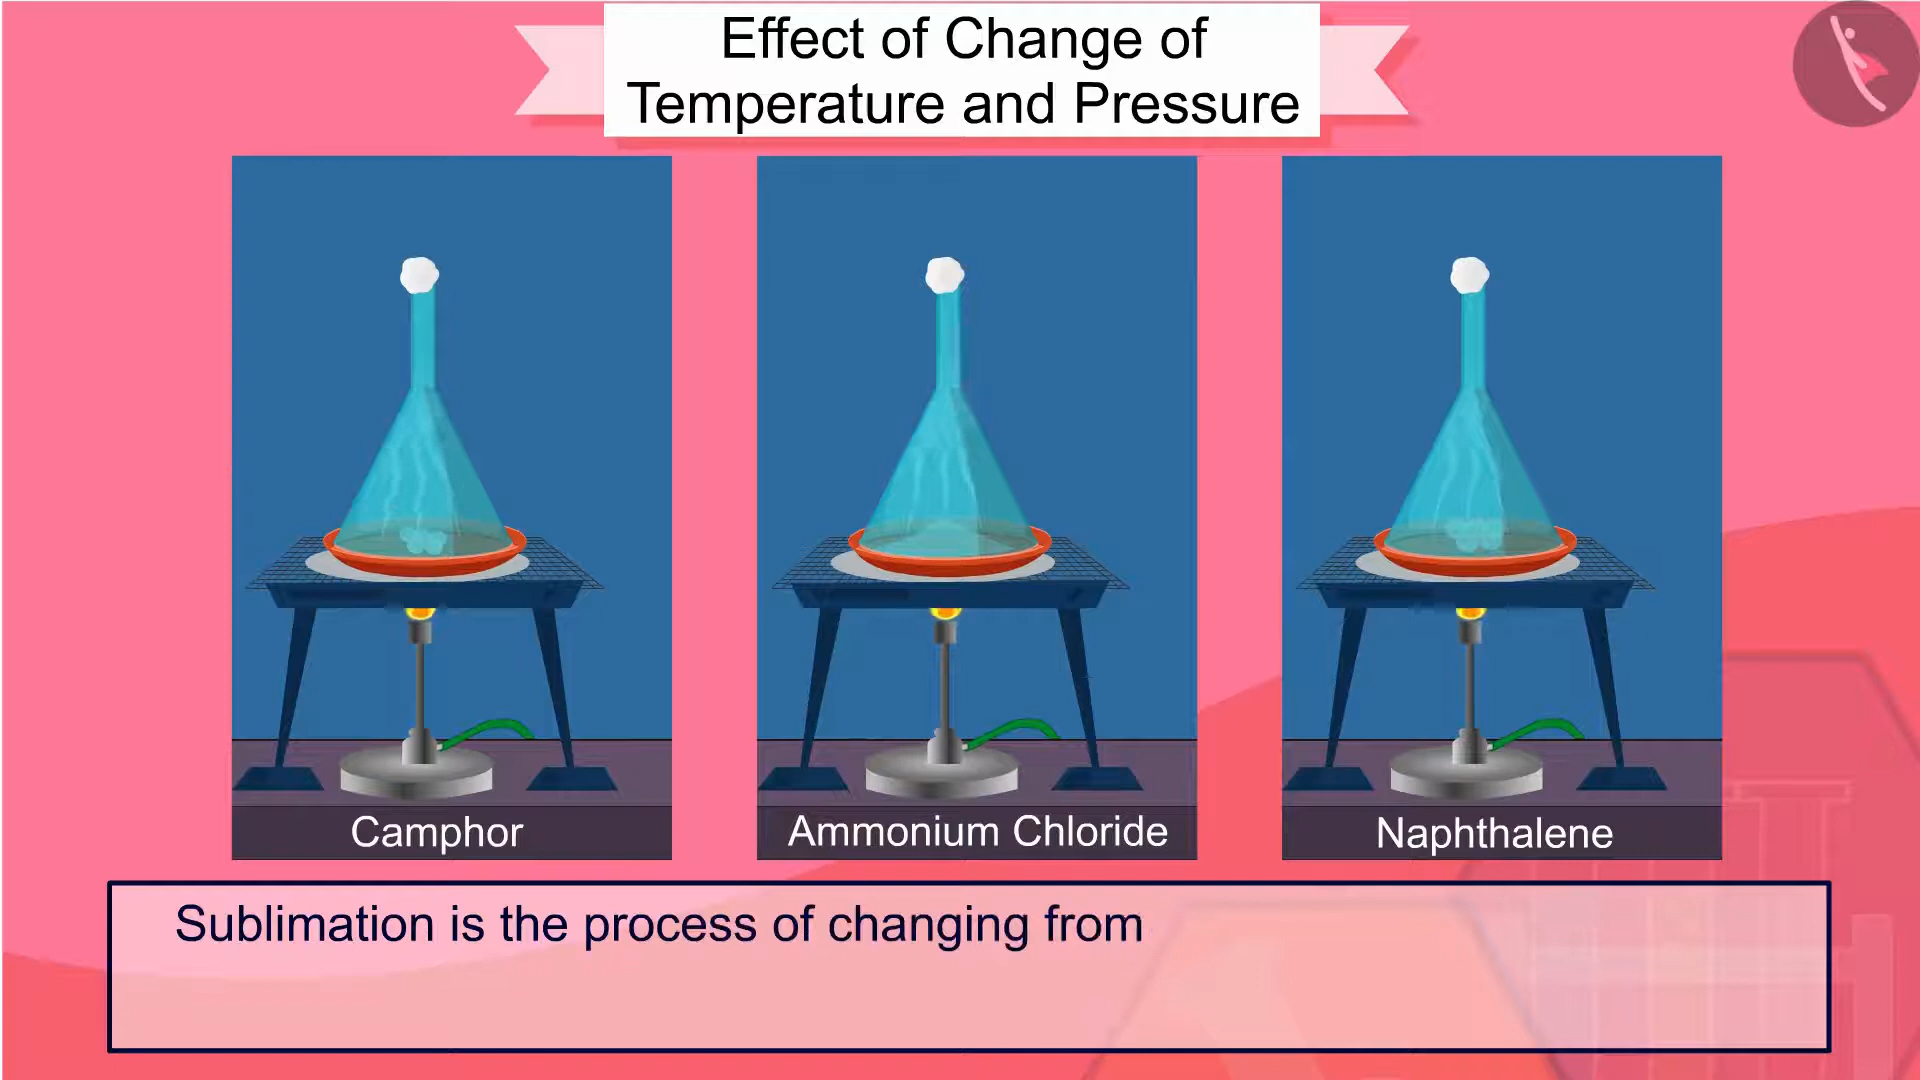 Effect of Change of
Temperature and Pressure
Camphor
Ammonium Chloride
Naphthalene
Sublimation is the process of changing from